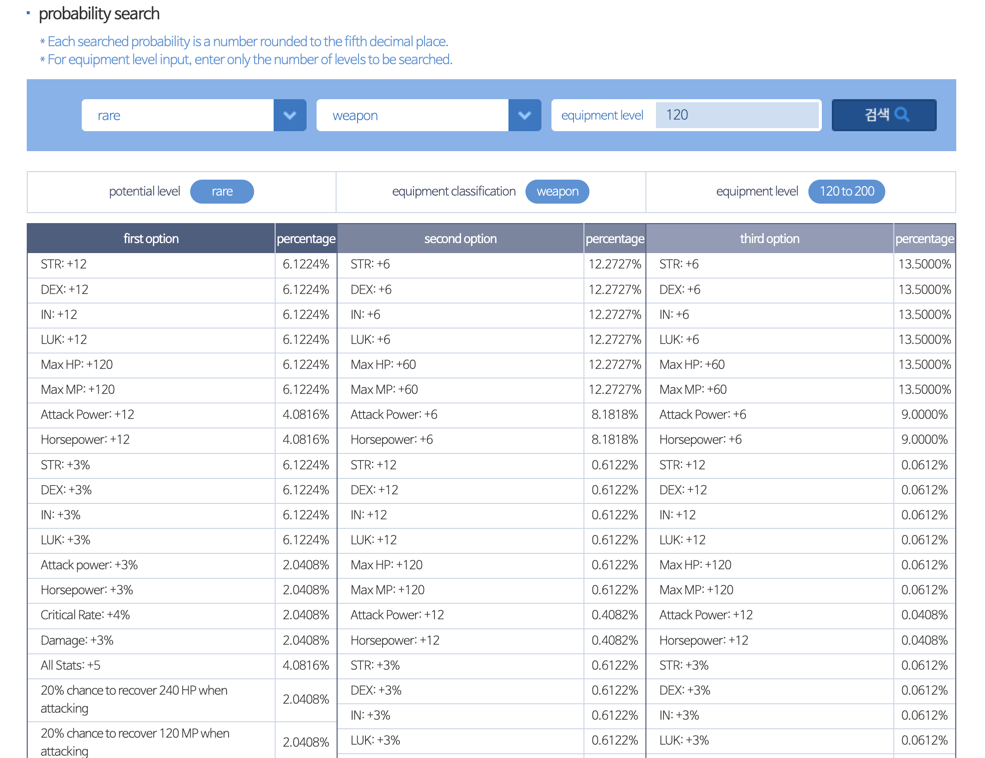 probability search
* Each searched probability is a number rounded to the fifth decimal place.
* For equipment level input, enter only the number of levels to be searched.
rare weapon equipment level 120 검색
potential level rare equipment classification weapon equipment level 120 to 200
first option percentage second option percentage third option percentage
STR: +12 6.1224% STR: +6 12.2727% STR: +6 13.5000%
DEX: +12 6.1224% DEX: +6 12.2727% DEX: +6 13.5000%
IN: +12 6.1224% IN: +6 12.2727% IN: +6 13.5000%
LUK: +12 6.1224% LUK: +6 12.2727% LUK: +6 13.5000%
Max HP: +120 6.1224% Max HP: +60 12.2727% Max HP: +60 13.5000%
Max MP: +120 6.1224% Max MP: +60 12.2727% Max MP: +60 13.5000%
Attack Power: +12 4.0816% Attack Power: +6 8.1818% Attack Power: +6 9.0000%
Horsepower: +12 4.0816% Horsepower: +6 8.1818% Horsepower: +6 9.0000%
STR: +3% 6.1224% STR: +12 0.6122% STR: +12 0.0612%
DEX: +3% 6.1224% DEX: +12 0.6122% DEX: +12 0.0612%
IN: +3% 6.1224% IN: +12 0.6122% IN: +12 0.0612%
LUK: +3% 6.1224% LUK: +12 0.6122% LUK: +12 0.0612%
Attack power: +3% 2.0408% Max HP: +120 0.6122% Max HP: +120 0.0612%
Horsepower: +3% 2.0408% Max MP: +120 0.6122% Max MP: +120 0.0612%
Critical Rate: +4% 2.0408% Attack Power: +12 0.4082% Attack Power: +12 0.0408%
Damage: +3% 2.0408% Horsepower: +12 0.4082% Horsepower: +12 0.0408%
All Stats: +5 4.0816% STR: +3% 0.6122% STR: +3% 0.0612%
20% chance to recover 240 HP when attacking 2.0408% DEX: +3% 0.6122% DEX: +3% 0.0612%
IN: +3% 0.6122% IN: +3% 0.0612%
20% chance to recover 120 MP when attacking 2.0408% LUK: +3% 0.6122% LUK: +3% 0.0612%